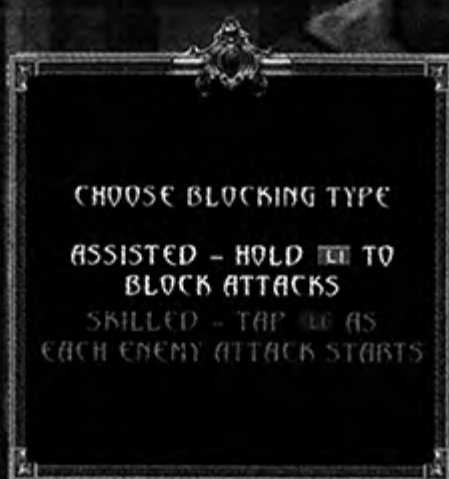 CHOOSE BLOCKING TYPE
ASSISTED - HOLD L1 TO
BLOCK ATTACKS
SKILLED - TAP L1 AS
EACH ENEMY ATTACK STARTS